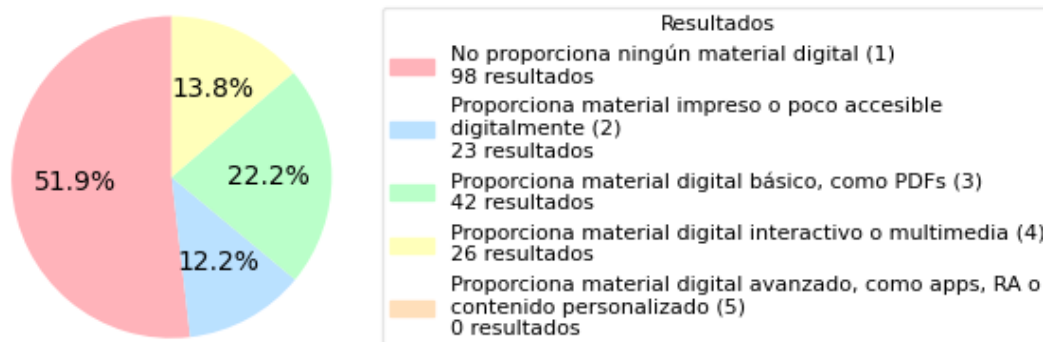 13.8%
51.9%
22.2%
12.2%
Resultados
No proporciona ningún material digital (1)
98 resultados
Proporciona material impreso o poco accesible
digitalmente (2)
23 resultados
Proporciona material digital básico, como PDFs (3)
42 resultados
Proporciona material digital interactivo o multimedia (4)
26 resultados
Proporciona material digital avanzado, como apps, RA o
contenido personalizado (5)
0 resultados